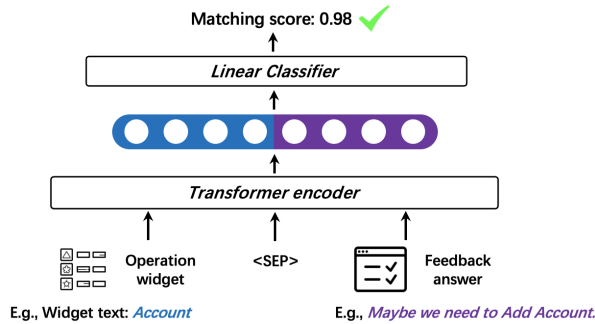 Matching score: 0.98
Linear Classifier
Transformer encoder
Operation widget
<SEP>
Feedback answer
E.g., Widget text: Account
E.g., Maybe we need to Add Account.